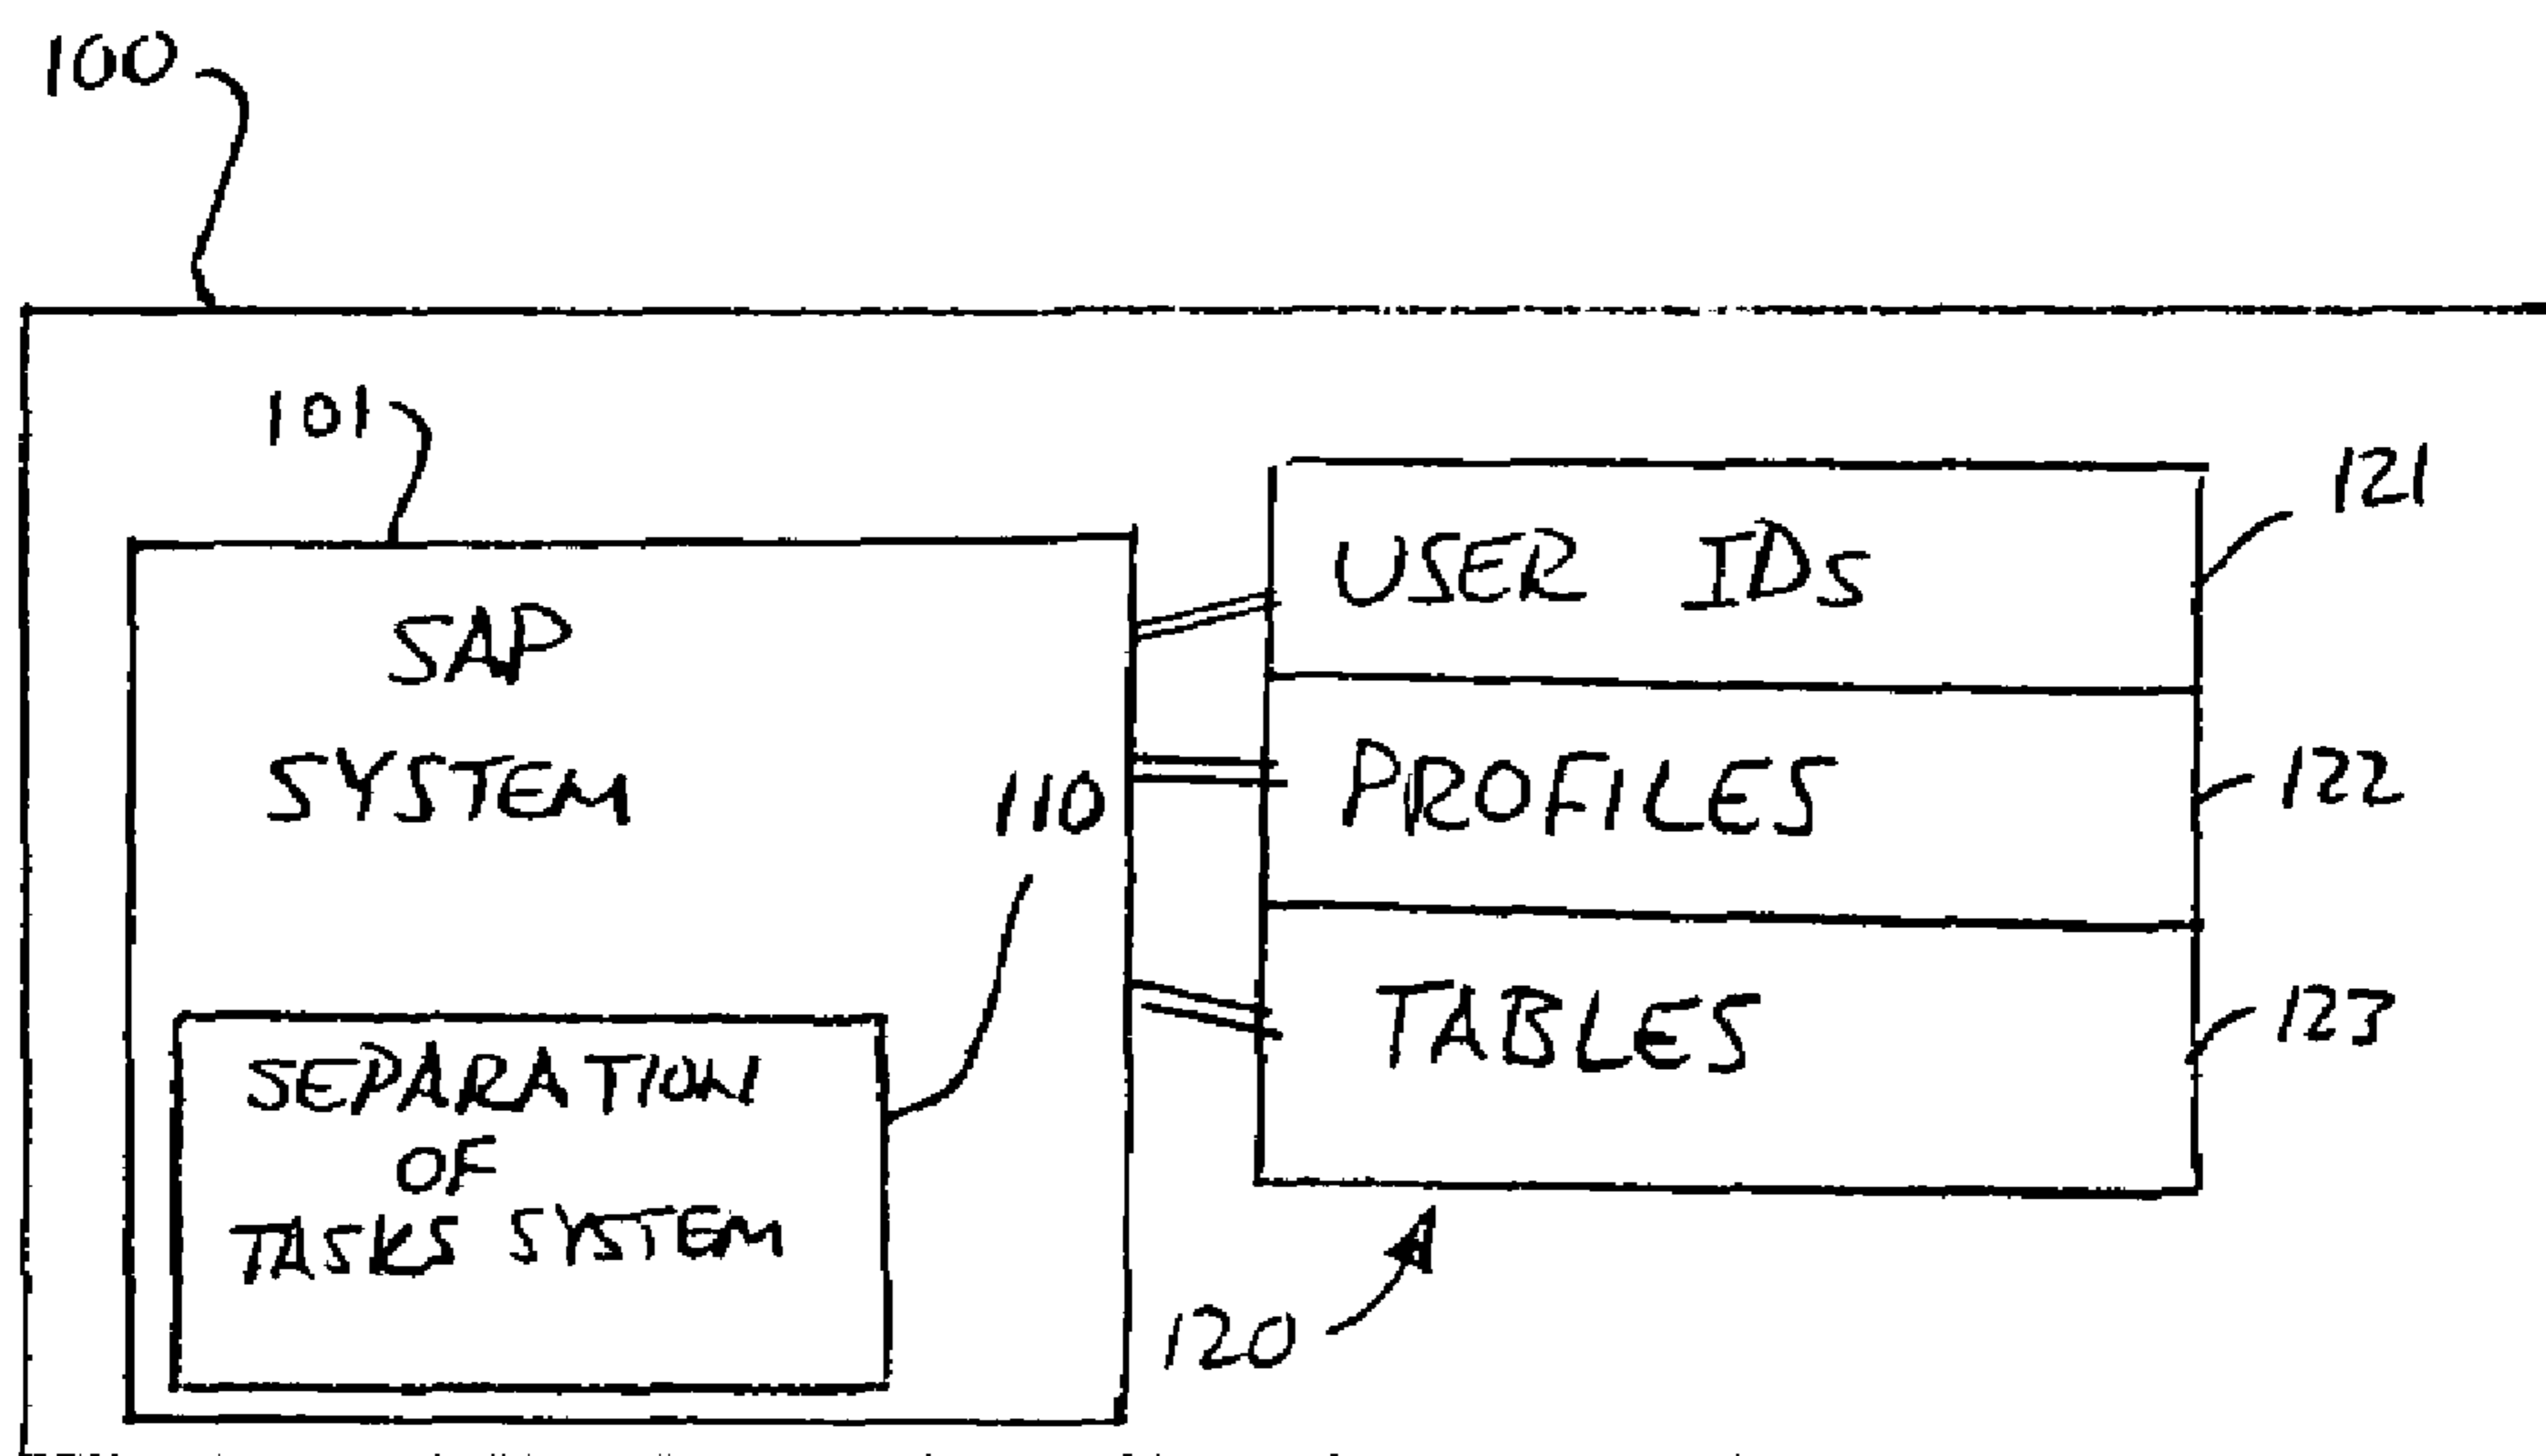 100
101
SAP
SYSTEM
110
SEPARATION
OF
TASKS SYSTEM
USER IDs
121
PROFILES
122
TABLES
123
120